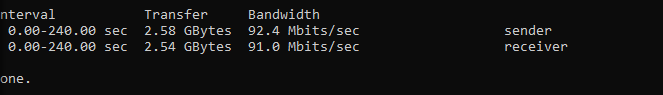 nterval Transfer Bandwidth
0.00-240.00 sec 2.58 GBytes 92.4 Mbits/sec sender
0.00-240.00 sec 2.54 GBytes 91.0 Mbits/sec receiver
one.